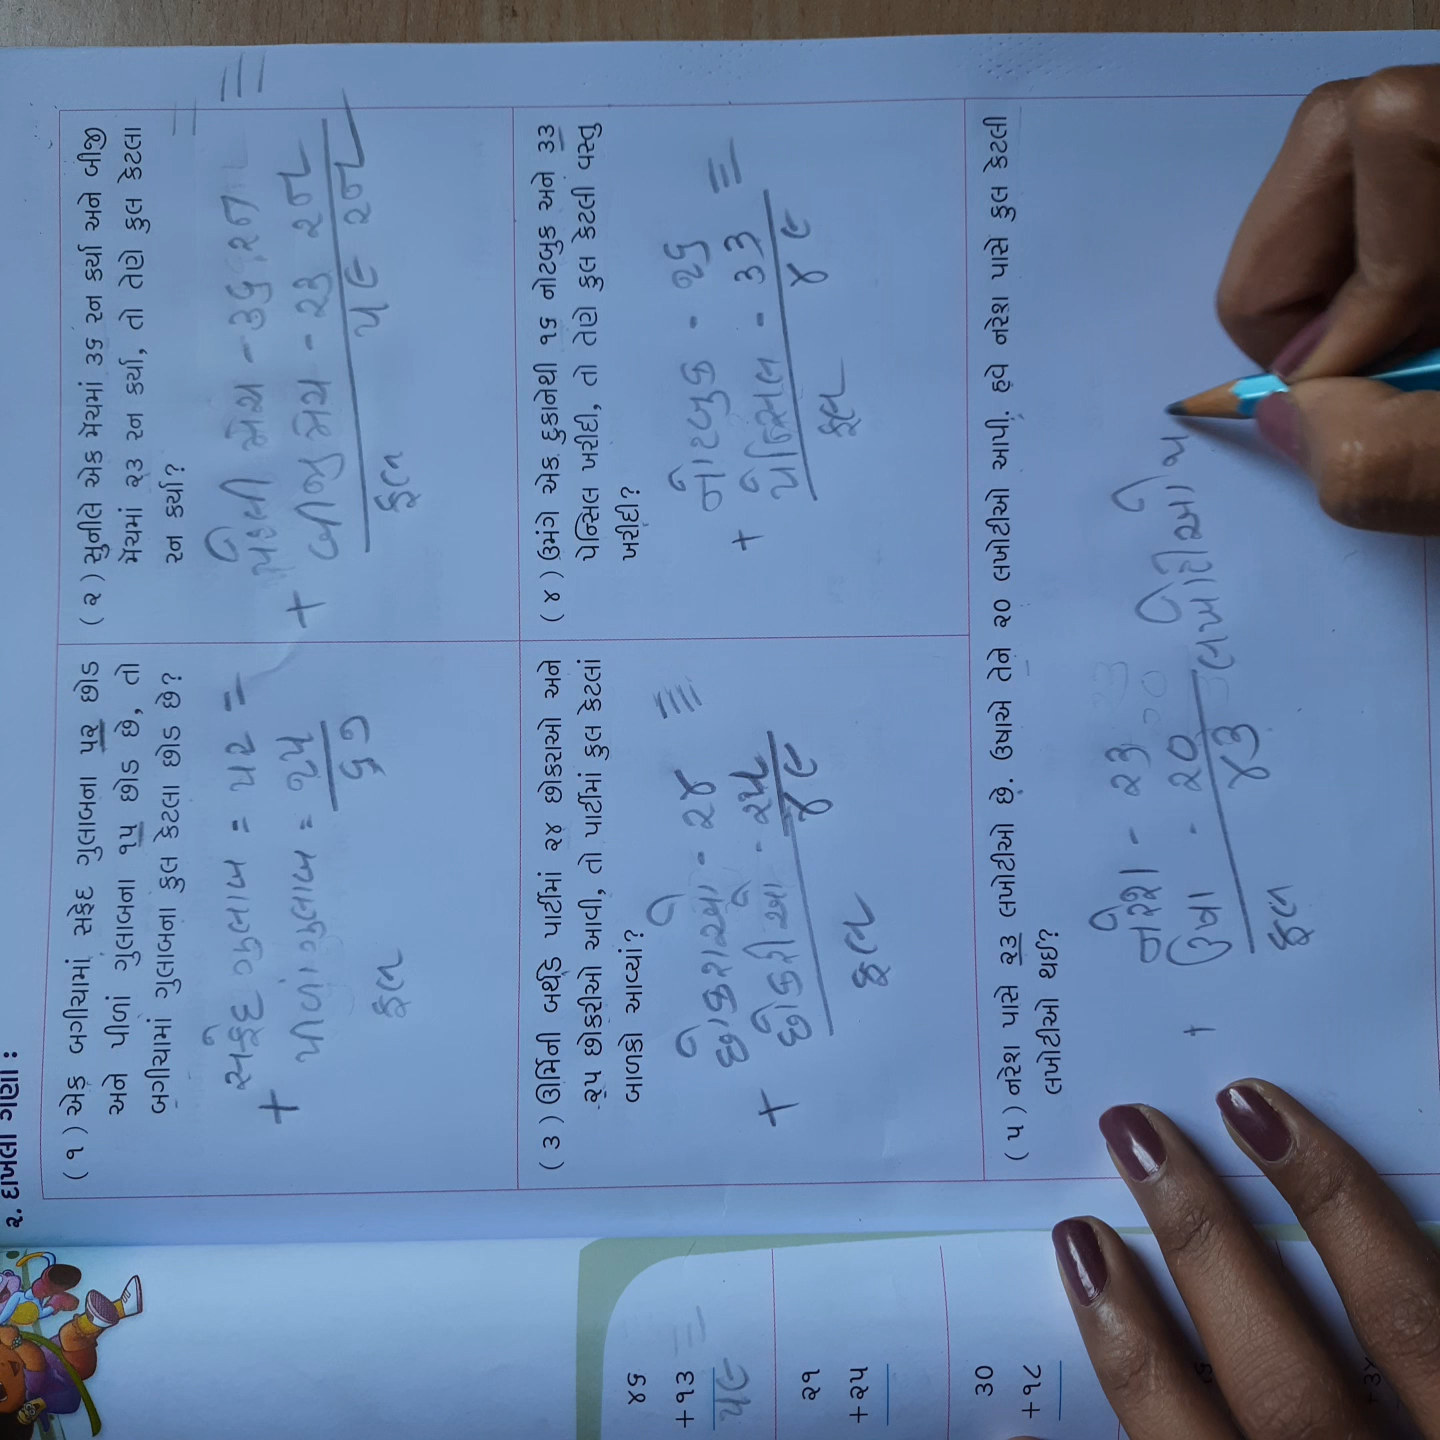 ૨. દાખલા ગણો :
( ૧ ) એક બગીચામાં સફેદ ગુલાબના ૫૨ છોડ
અને પીળાં ગુલાબના ૧૫ છોડ છે, તો
બગીચામાં ગુલાબના કુલ કેટલા છોડ છે?
સફેદ ગુલાબ = ૫૨
+ પીળાં ગુલાબ = ૧૫
૬૭
કુલ
( ૨ ) સુનીલે એક મેચમાં ૩૬ રન કર્યા અને બીજી
મેચમાં ૨૩ રન કર્યા, તો તેણે કુલ કેટલા
રન કર્યા?
પહેલી મેચ - ૩૬ રન
+ બીજી મેચ - ૨૩ રન
૫૯ રન
કુલ
( ૩ ) ઊર્મિની બર્થડે પાર્ટીમાં ૨૪ છોકરાઓ અને
૨૫ છોકરીઓ આવી, તો પાર્ટીમાં કુલ કેટલાં
બાળકો આવ્યાં?
છોકરાઓ - ૨૪
+ છોકરીઓ - ૨૫
૪૯
કુલ
( ૪ ) ઉમંગે એક દુકાનેથી ૧૬ નોટબુક અને ૩૩
પેન્સિલ ખરીદી, તો તેણે કુલ કેટલી વસ્તુ
ખરીદી?
નોટબુક - ૧૬
+ પેન્સિલ - ૩૩
૪૯
કુલ
( ૫ ) નરેશ પાસે ૨૩ લખોટીઓ છે. ઉષાએ તેને ૨૦ લખોટીઓ આપી. હવે નરેશ પાસે કુલ કેટલી
લખોટીઓ થઈ?
નરેશ - ૨૩
+ ઉષા - ૨૦
૪૩ લખોટીઓ
કુલ
૪૬
+ ૧૩
૫૯
૨૧
+ ૨૫
૩૦
+ ૧૮